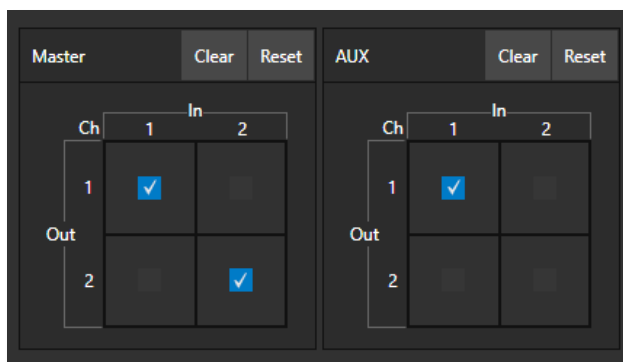 Master Clear Reset
In
Ch 1 2
1
Out
2
AUX Clear Reset
In
Ch 1 2
1
Out
2